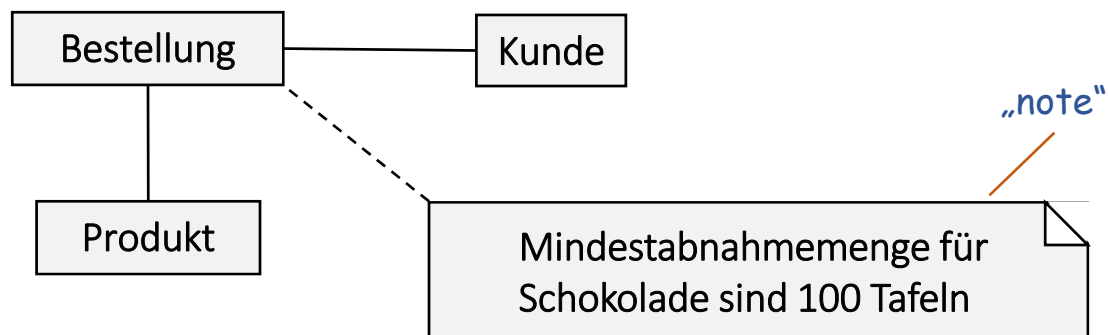 Bestellung
Kunde
„note“
Produkt
Mindestabnahmemenge für
Schokolade sind 100 Tafeln